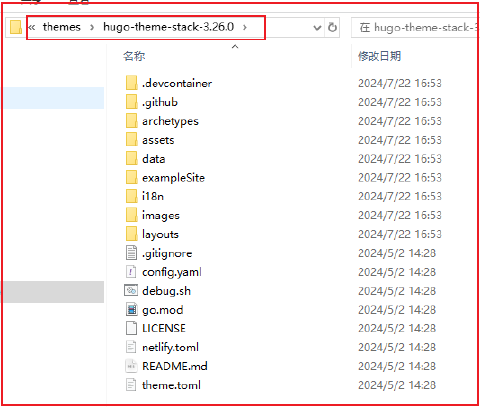 « themes › hugo-theme-stack-3.26.0 ›
在 hugo-theme-stack-3
名称 修改日期
.devcontainer 2024/7/22 16:53
.github 2024/7/22 16:53
archetypes 2024/7/22 16:53
assets 2024/7/22 16:53
data 2024/7/22 16:53
exampleSite 2024/7/22 16:53
i18n 2024/7/22 16:53
images 2024/7/22 16:53
layouts 2024/7/22 16:53
.gitignore 2024/5/2 14:28
config.yaml 2024/5/2 14:28
debug.sh 2024/5/2 14:28
go.mod 2024/5/2 14:28
LICENSE 2024/5/2 14:28
netlify.toml 2024/5/2 14:28
README.md 2024/5/2 14:28
theme.toml 2024/5/2 14:28